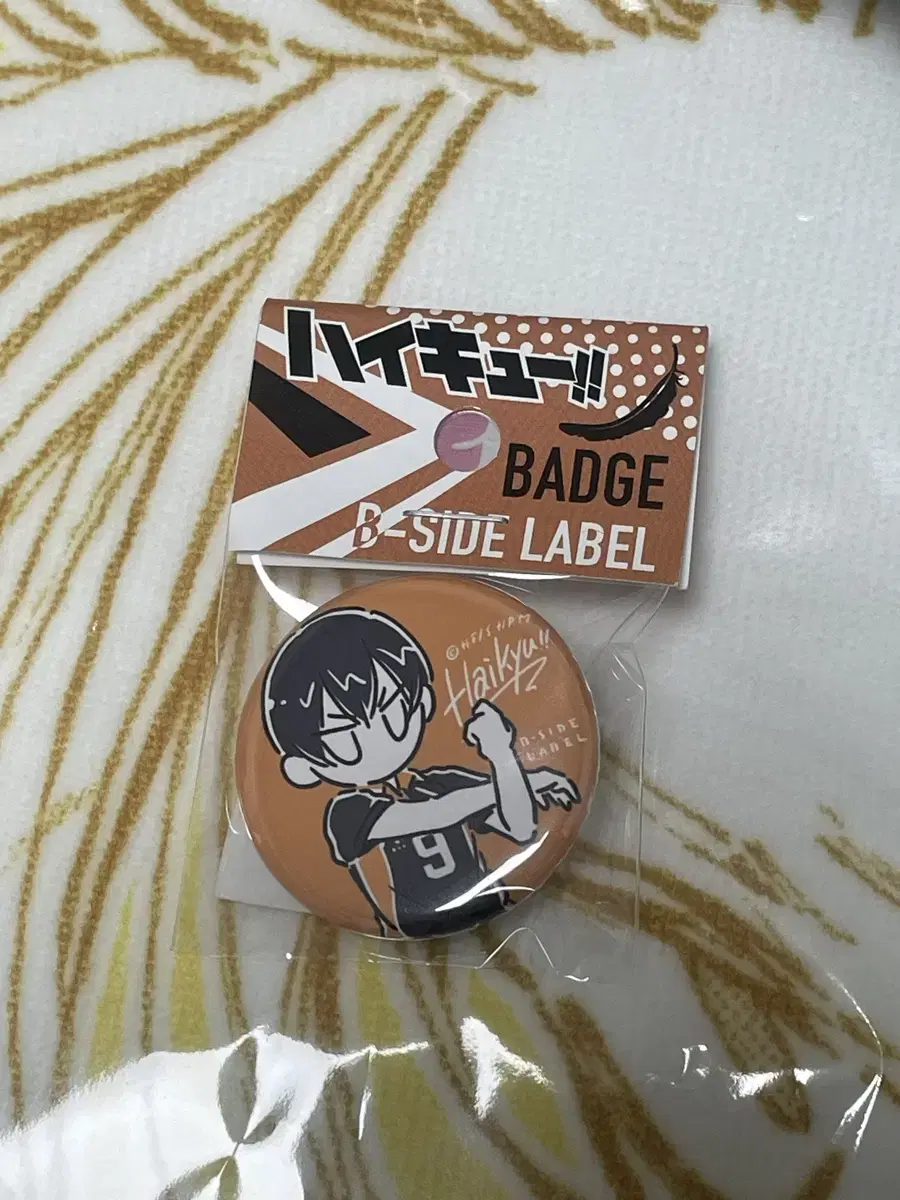 ハイキュー!!
BADGE
B-SIDE LABEL
Haikyu!!
B-SIDE
LABEL
9